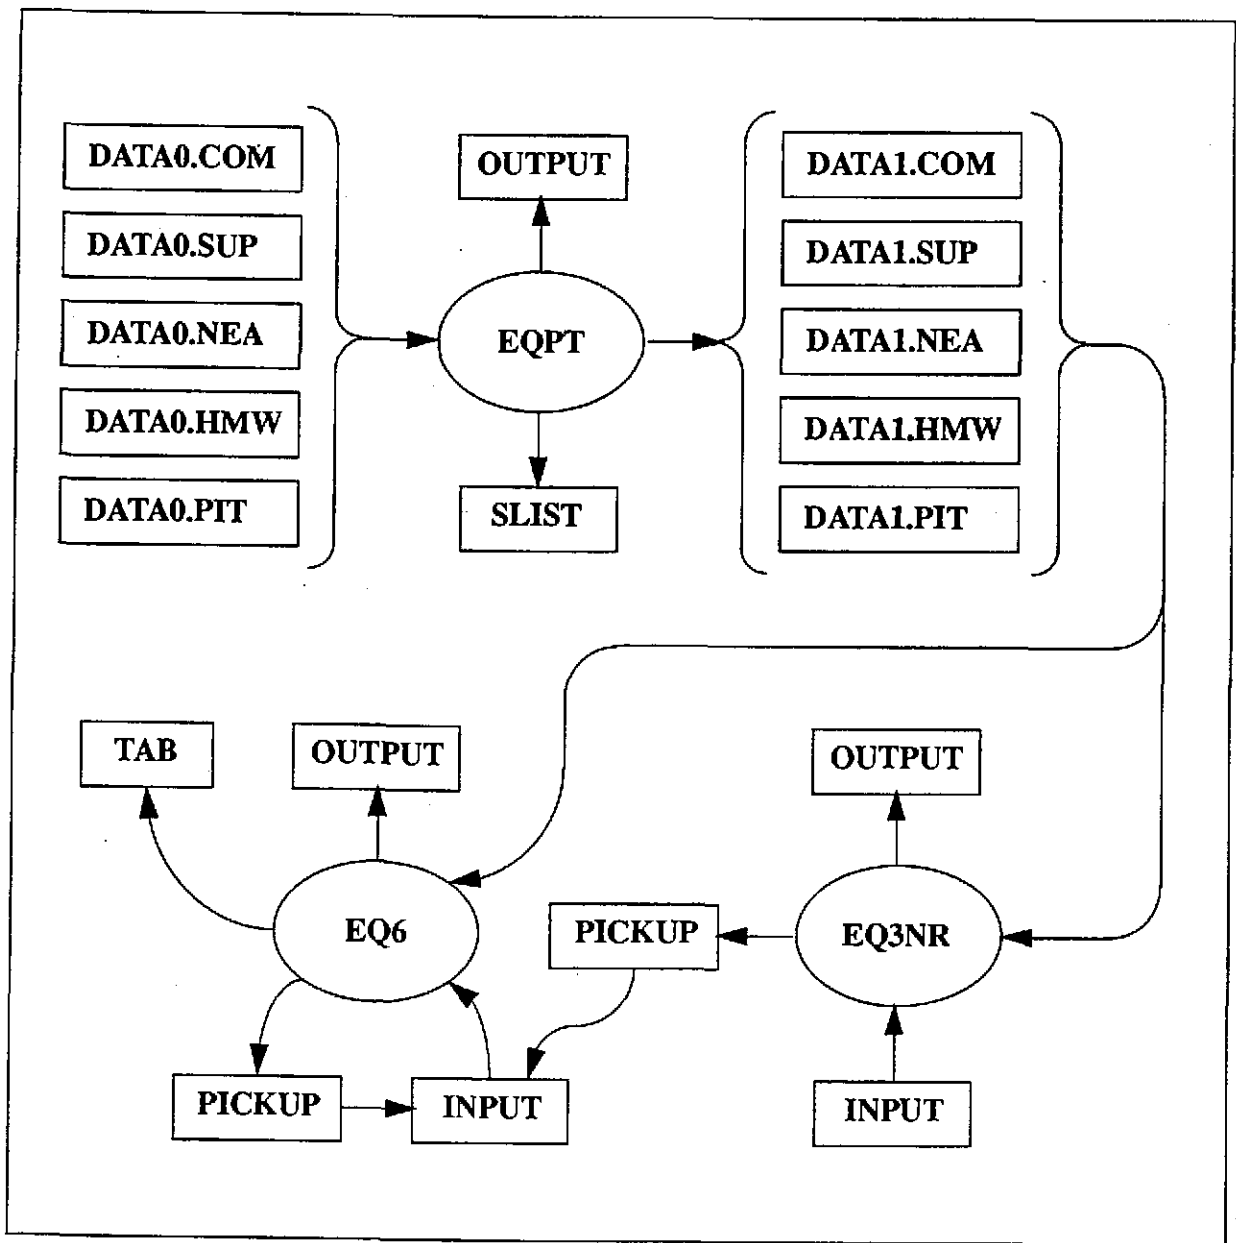 DATA0.COM
DATA0.SUP
DATA0.NEA
DATA0.HMW
DATA0.PIT
OUTPUT
EQPT
SLIST
DATA1.COM
DATA1.SUP
DATA1.NEA
DATA1.HMW
DATA1.PIT
TAB
OUTPUT
EQ6
PICKUP
INPUT
PICKUP
OUTPUT
EQ3NR
INPUT